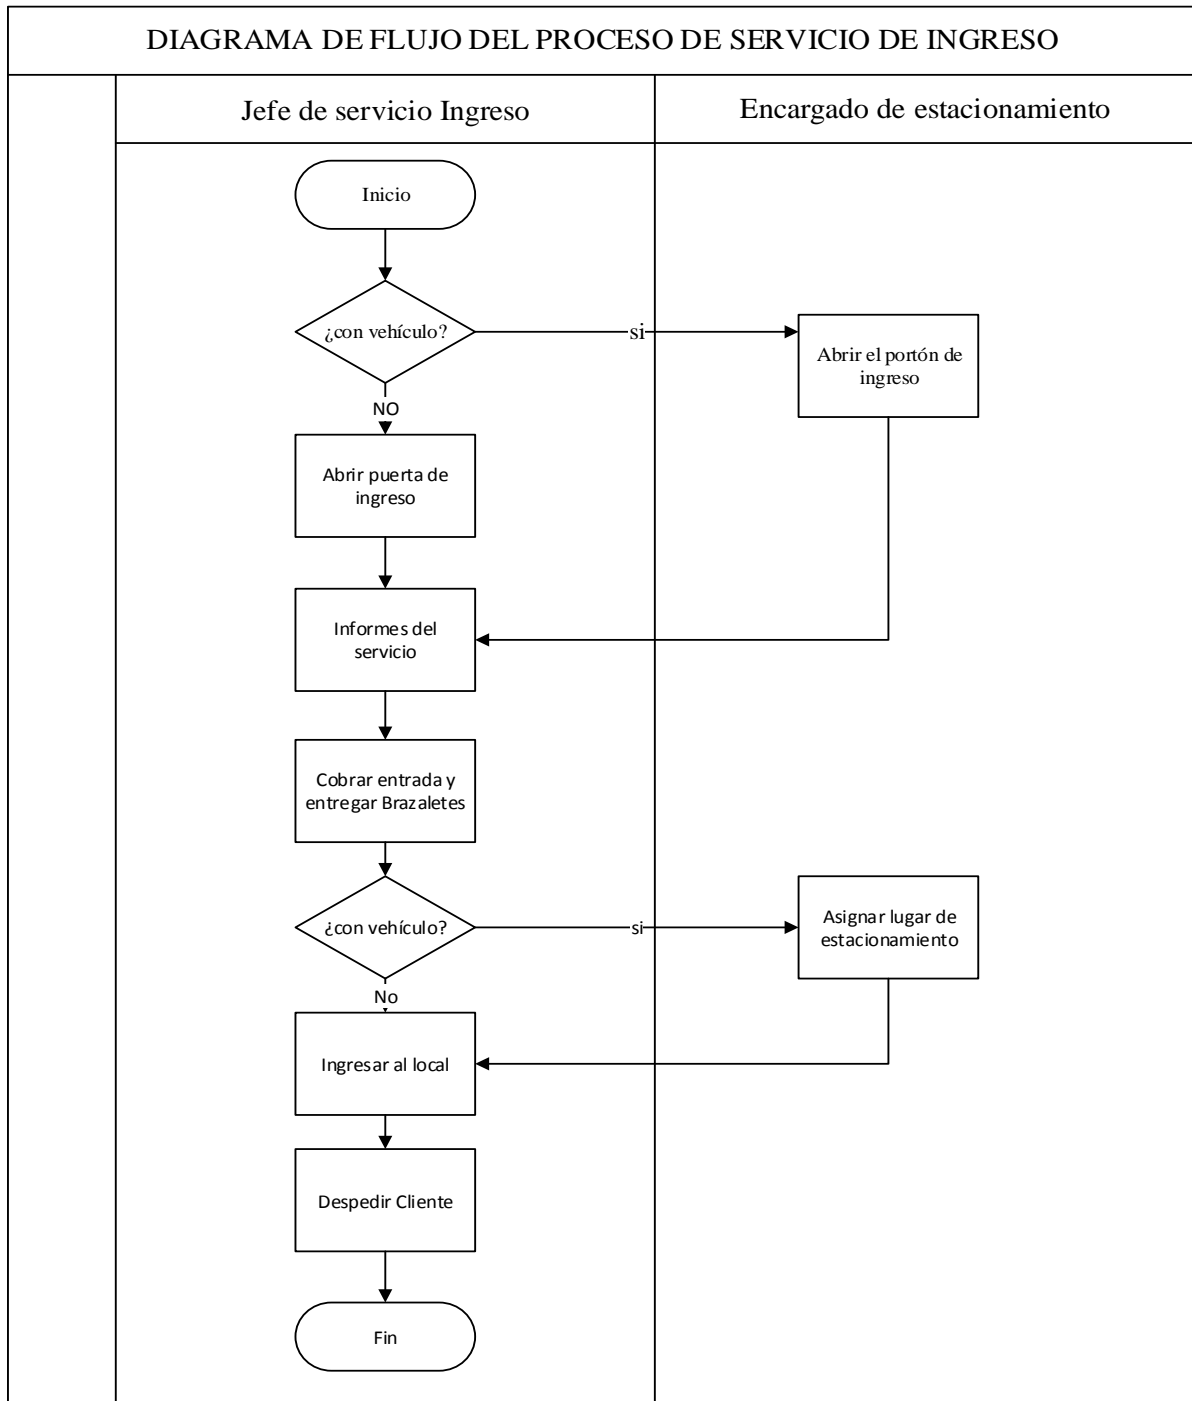 DIAGRAMA DE FLUJO DEL PROCESO DE SERVICIO DE INGRESO
Jefe de servicio Ingreso
Encargado de estacionamiento
Inicio
¿con vehículo?
si
Abrir el portón de
ingreso
NO
Abrir puerta de
ingreso
Informes del
servicio
Cobrar entrada y
entregar Brazaletes
¿con vehículo?
si
Asignar lugar de
estacionamiento
No
Ingresar al local
Despedir Cliente
Fin